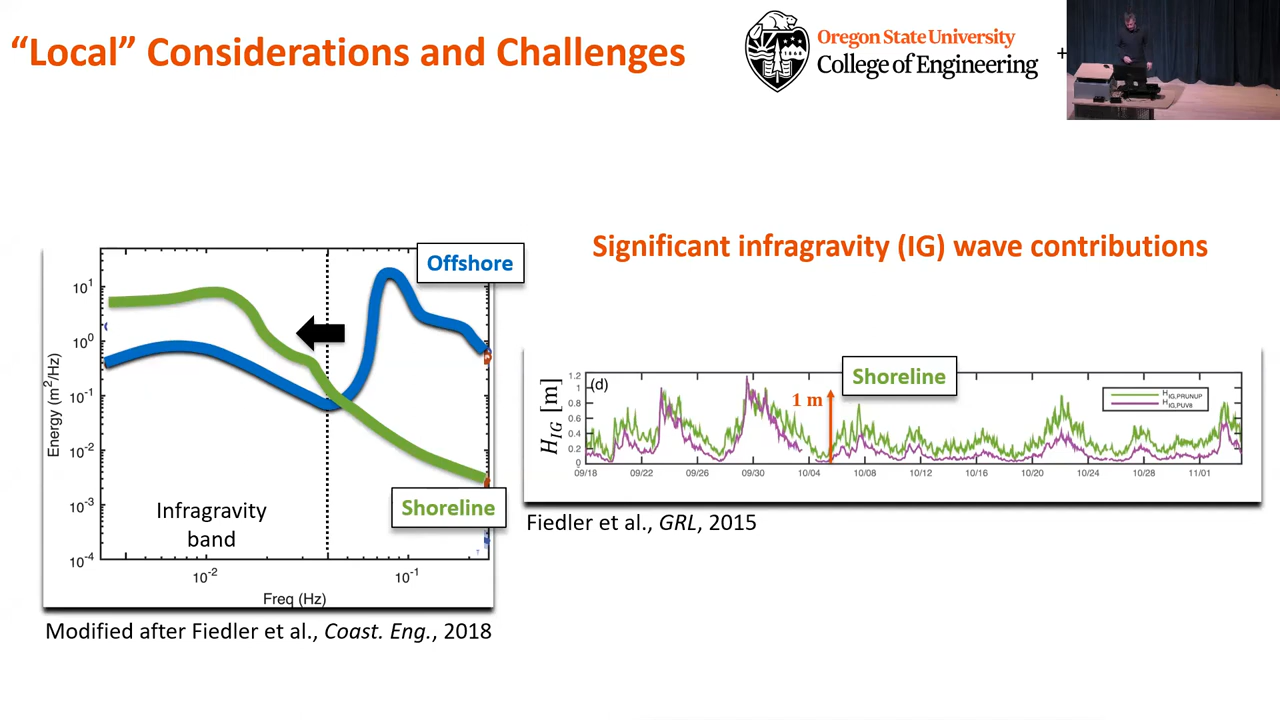 “Local” Considerations and Challenges
Oregon State University
College of Engineering
+
Significant infragravity (IG) wave contributions
Offshore
Energy (m²/Hz)
10¹
10⁰
10⁻¹
10⁻²
10⁻³
10⁻⁴
Infragravity
band
Shoreline
10⁻² 10⁻¹
Freq (Hz)
Modified after Fiedler et al., Coast. Eng., 2018
Shoreline
(d)
1 m
H_IG [m]
1.2
1
0.8
0.6
0.4
0.2
0
H_IG,PRUNUP
H_IG,PUV8
09/18 09/22 09/26 09/30 10/04 10/08 10/12 10/16 10/20 10/24 10/28 11/01
Fiedler et al., GRL, 2015